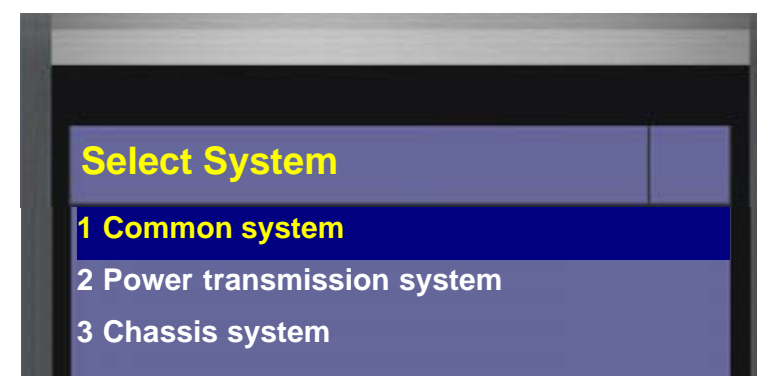 Select System
1 Common system
2 Power transmission system
3 Chassis system